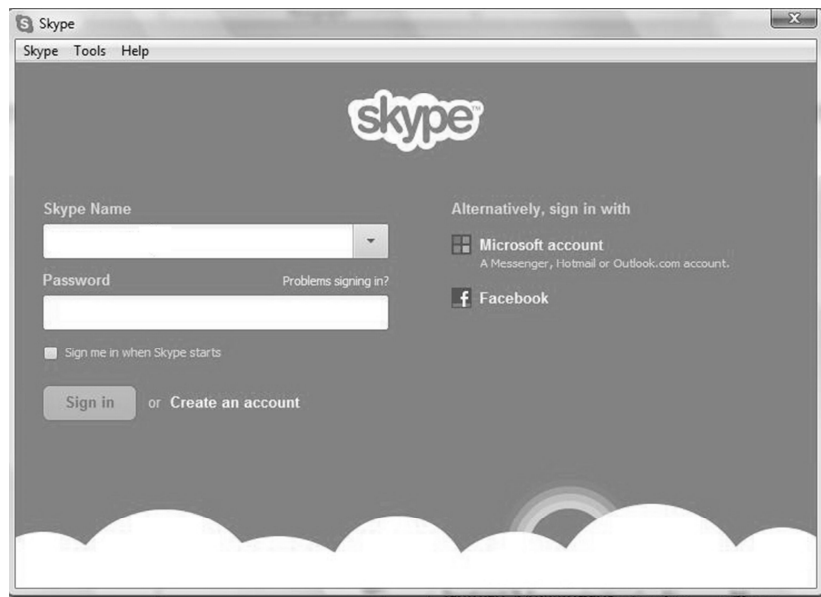 Skype
Skype Tools Help
skype™
Skype Name
Password
Problems signing in?
Sign me in when Skype starts
Sign in or Create an account
Alternatively, sign in with
Microsoft account
A Messenger, Hotmail or Outlook.com account.
Facebook